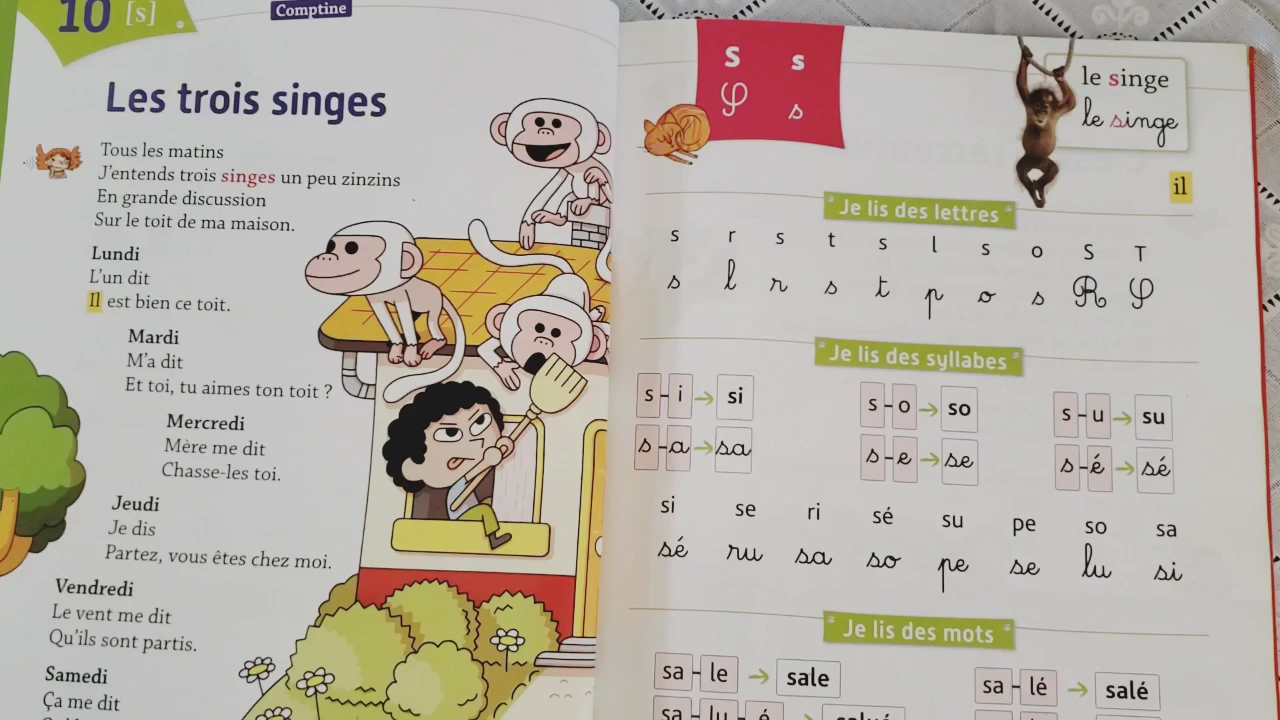 10 [s]
Comptine
Les trois singes
Tous les matins
J'entends trois singes un peu zinzins
En grande discussion
Sur le toit de ma maison.
Lundi
L'un dit
Il est bien ce toit.
Mardi
M'a dit
Et toi, tu aimes ton toit ?
Mercredi
Mère me dit
Chasse-les toi.
Jeudi
Je dis
Partez, vous êtes chez moi.
Vendredi
Le vent me dit
Qu'ils sont partis.
Samedi
Ça me dit
S s
S s
le singe
le singe
il
Je lis des lettres
s r s t s l s o S T
s l r s t p o s R S
Je lis des syllabes
s - i → si s - o → so s - u → su
s - a → sa s - e → se s - é → sé
si se ri sé su pe so sa
sé ru sa so pe se lu si
Je lis des mots
sa - le → sale sa - lé → salé
sa - lu - é → salué